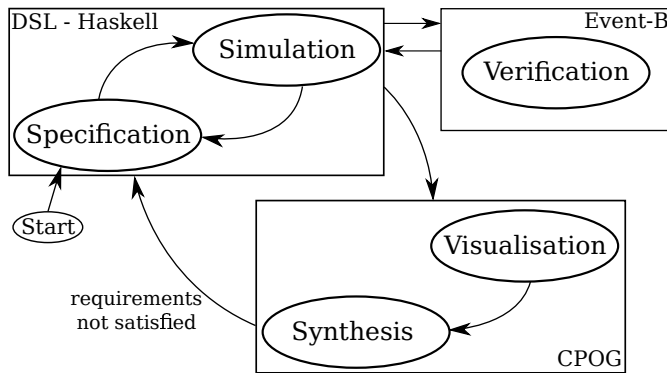 DSL - Haskell
Event-B
Simulation
Verification
Specification
Start
Visualisation
requirements
not satisfied
Synthesis
CPOG